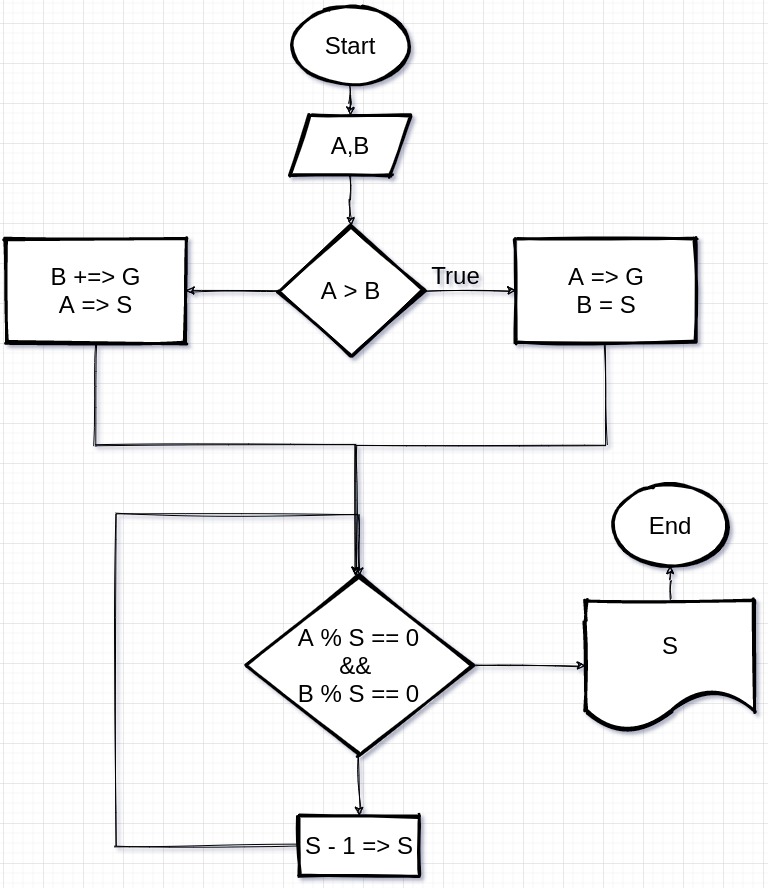 Start
A,B
B +=> G
A => S
A > B
True
A => G
B = S
End
A % S == 0
&&
B % S == 0
S
S - 1 => S